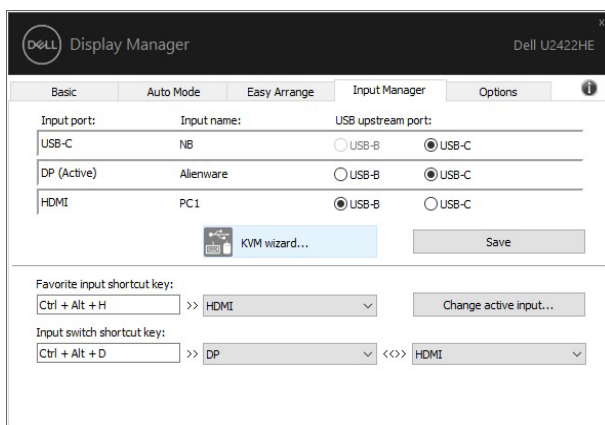 DELL Display Manager Dell U2422HE
Basic Auto Mode Easy Arrange Input Manager Options
Input port: Input name: USB upstream port:
USB-C NB USB-B USB-C
DP (Active) Alienware USB-B USB-C
HDMI PC1 USB-B USB-C
KVM wizard... Save
Favorite input shortcut key:
Ctrl + Alt + H >> HDMI Change active input...
Input switch shortcut key:
Ctrl + Alt + D >> DP <<>> HDMI